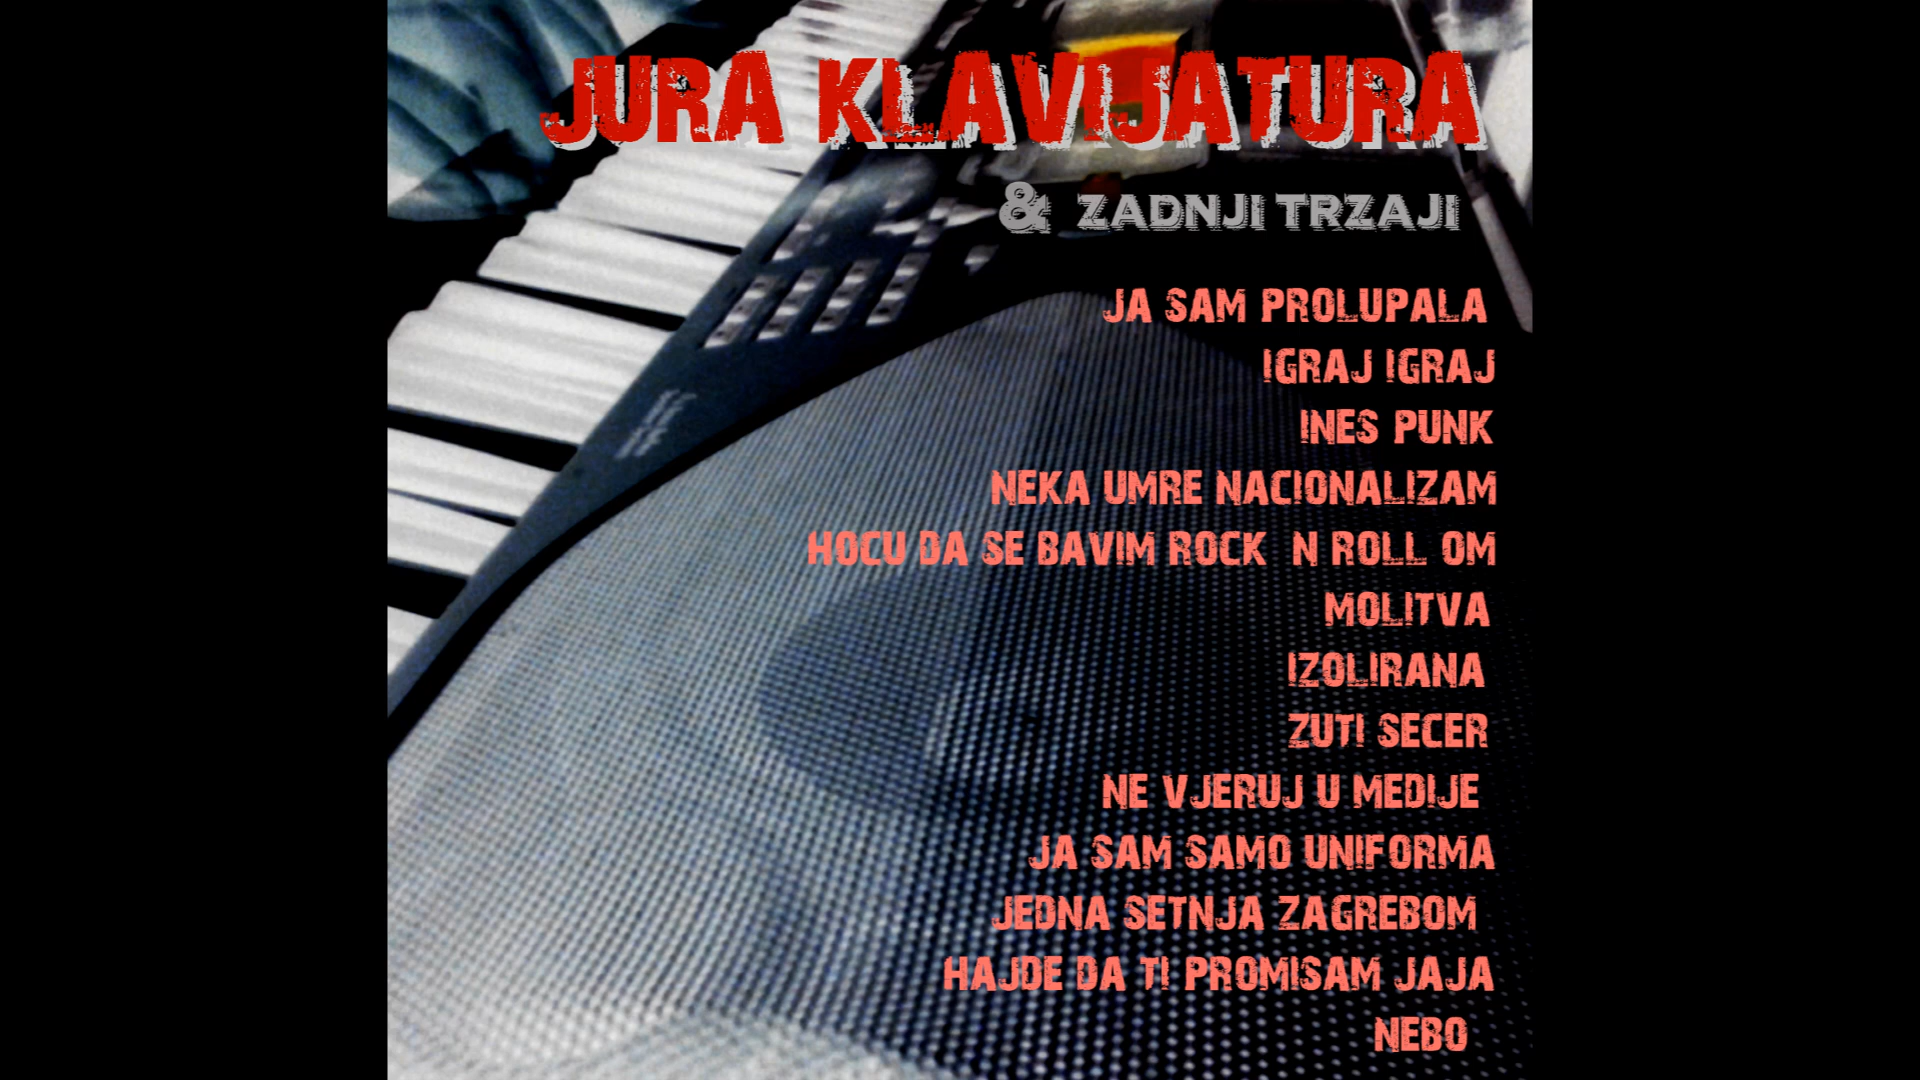 JURA KLAVIJATURA
& ZADNJI TRZAJI
JA SAM PROLUPALA
IGRAJ IGRAJ
INES PUNK
NEKA UMRE NACIONALIZAM
HOCU DA SE BAVIM ROCK N ROLL OM
MOLITVA
IZOLIRANA
ZUTI SECER
NE VJERUJ U MEDIJE
JA SAM SAMO UNIFORMA
JEDNA SETNJA ZAGREBOM
HAJDE DA TI PROMISAM JAJA
NEBO